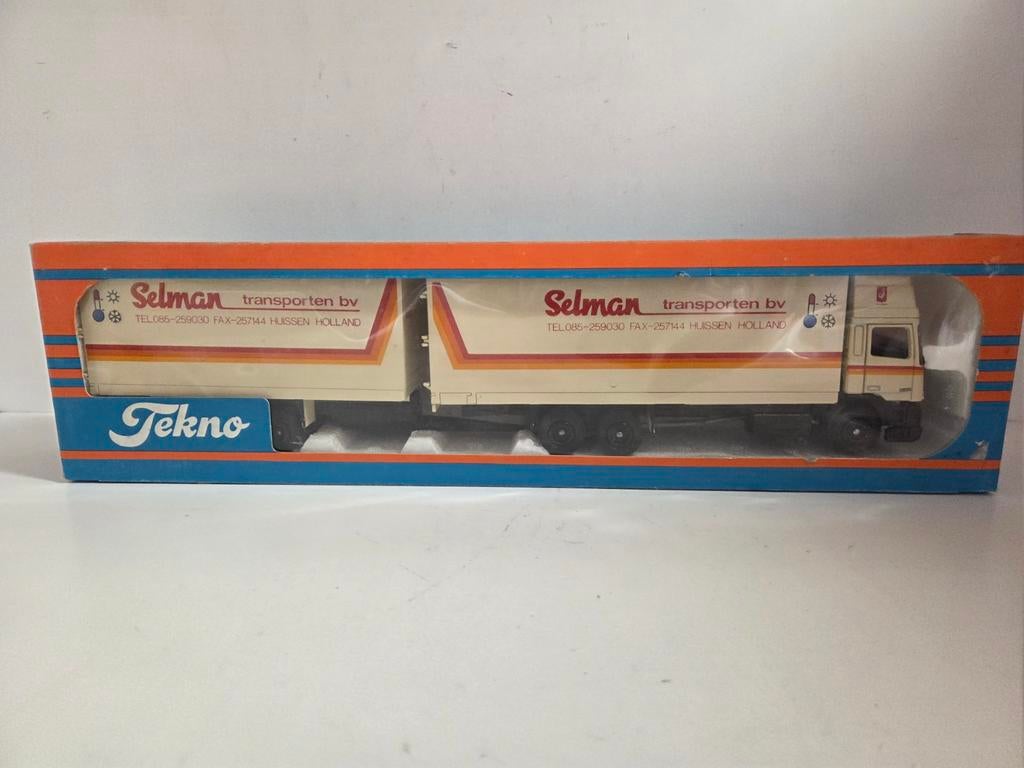 Selman transporten bv
TEL.085-259030 FAX-257144 HUISSEN HOLLAND
Selman transporten bv
TEL.085-259030 FAX-257144 HUISSEN HOLLAND
Tekno